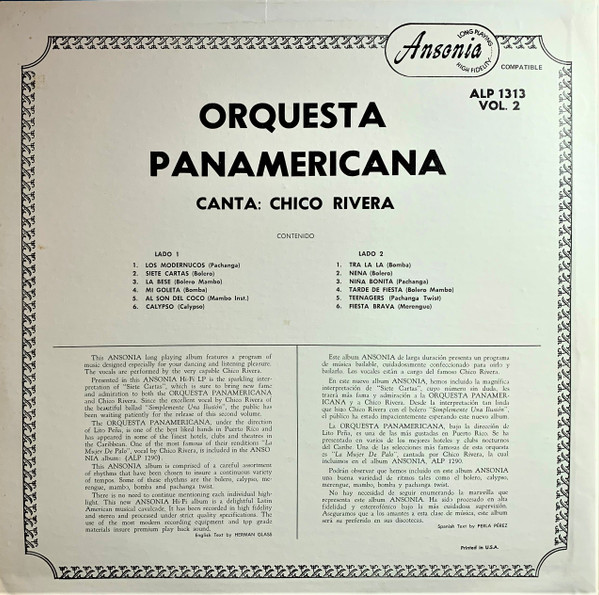 Ansonia
LONG PLAYING
HIGH FIDELITY
COMPATIBLE
ALP 1313
VOL. 2
ORQUESTA
PANAMERICANA
CANTA: CHICO RIVERA
CONTENIDO
LADO 1
1. LOS MODERNUCOS (Pachanga)
2. SIETE CARTAS (Bolero)
3. LA BESE (Bolero Mambo)
4. MI GOLETA (Bomba)
5. AL SON DEL COCO (Mambo Inst.)
6. CALYPSO (Calypso)
LADO 2
1. TRA LA LA (Bomba)
2. NENA (Bolero)
3. NIÑA BONITA (Pachanga)
4. TARDE DE FIESTA (Bolero Mambo)
5. TEENAGERS (Pachanga Twist)
6. FIESTA BRAVA (Merengue)
This ANSONIA long playing album features a program of
music designed especially for your dancing and listening pleasure.
The vocals are performed by the very capable Chico Rivera.
Presented in this ANSONIA Hi-Fi LP is the sparkling inter-
pretation of "Siete Cartas", which is sure to bring new fame
and admiration to both the ORQUESTA PANAMERICANA
and Chico Rivera. Since the excellent vocal by Chico Rivera of
the beautiful ballad "Simplemente Una Ilusión", the public has
been waiting patiently for the release of this second volume.
The ORQUESTA PANAMERICANA, under the direction
of Lito Peña, is one of the best liked bands in Puerto Rico and
has appeared in some of the finest hotels, clubs and theatres in
the Caribbean. One of the most famous of their rendition "La
Mujer De Palo", vocal by Chico Rivera, is included in the ANSO
NIA album: (ALP 1290).
This ANSONIA album is comprised of a careful assortment
of rhythms that have been chosen to insure a continuous variety
of tempos. Some of these rhythms are the bolero, calypso, me-
rengue, mambo, bomba and pachanga twist.
There is no need to continue mentioning each individual high-
light. This new ANSONIA Hi-Fi album is a delightful Latin
American musical cavalcade. It has been recorded in high fidelity
and stereo and processed under strict quality specifications. The
use of the most modern recording equipment and top grade
materials insure premium play back sound.
English Text by HERMAN GLASS
Este album ANSONIA de larga duración presenta un programa
de música bailable, cuidadosamente confeccionado para oirlo y
bailarlo. Los vocales están a cargo del famoso Chico Rivera.
En este nuevo album ANSONIA, hemos incluido la magnífica
interpretación de "Siete Cartas", cuyo número sin dudas, les
traerá más fama y admiración a la ORQUESTA PANAMER-
ICANA y a Chico Rivera. Desde la interpretación tan linda
que hizo Chico Rivera con el bolero "Simplemente Una Ilusión",
el público ha estado impacientemente esperando este nuevo álbum.
La ORQUESTA PANAMERICANA, bajo la dirección de
Lito Peña, es una de las más gustadas en Puerto Rico. Se ha
presentado en varios de los mejores hoteles y clubs nocturnos
del Caribe. Una de las selecciones más famosas de esta orquesta
es "La Mujer De Palo", cantada por Chico Rivera, la cual
incluimos en el album ANSONIA, ALP 1290.
Podrán observar que hemos incluido en este album ANSONIA
una buena variedad de ritmos tales como el bolero, calypso,
merengue, mambo, bomba y pachanga twist.
No hay necesidad de seguir enumerando la maravilla que
representa este album ANSONIA. Ha sido procesado en alta
fidelidad y estereofónico bajo la más cuidadosa supervisión.
Aseguramos que a los amantes a esta clase de música, este album
será su preferido en sus discotecas.
Spanish Text by PERLA PÉREZ
Printed in U.S.A.